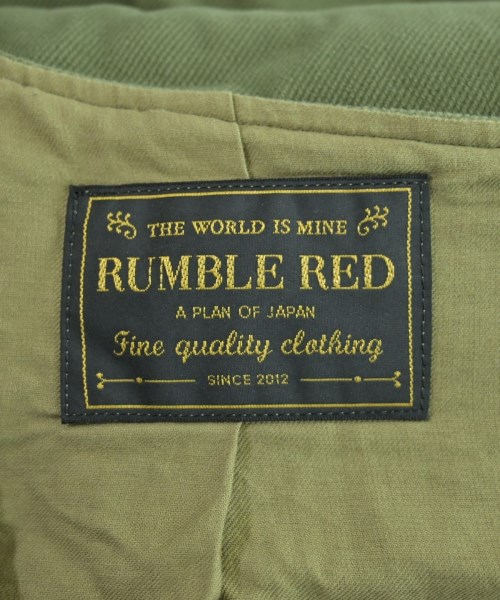 THE WORLD IS MINE
RUMBLE RED
A PLAN OF JAPAN
Fine quality clothing
SINCE 2012